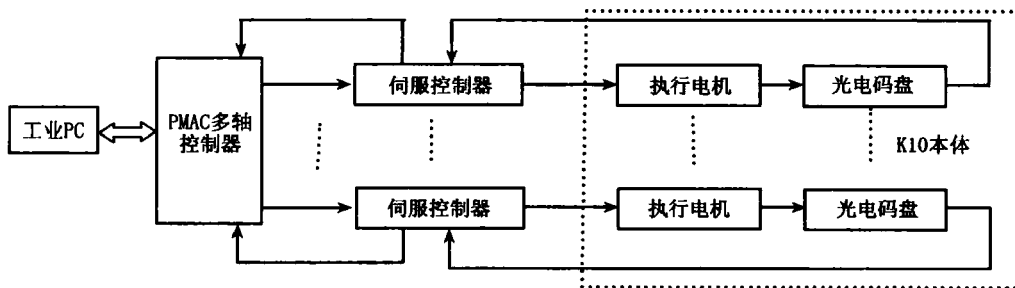 伺服控制器
执行电机
光电码盘
工业PC
PMAC多轴
控制器
K10本体
伺服控制器
执行电机
光电码盘